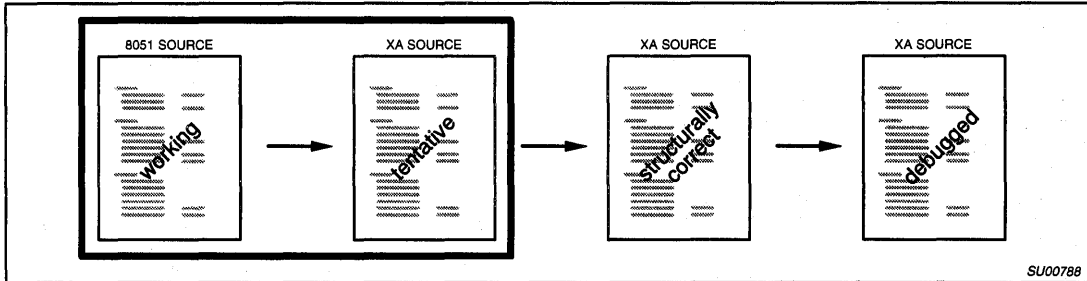 8051 SOURCE
XA SOURCE
XA SOURCE
XA SOURCE
working
tentative
structurally
correct
debugged
SU00788